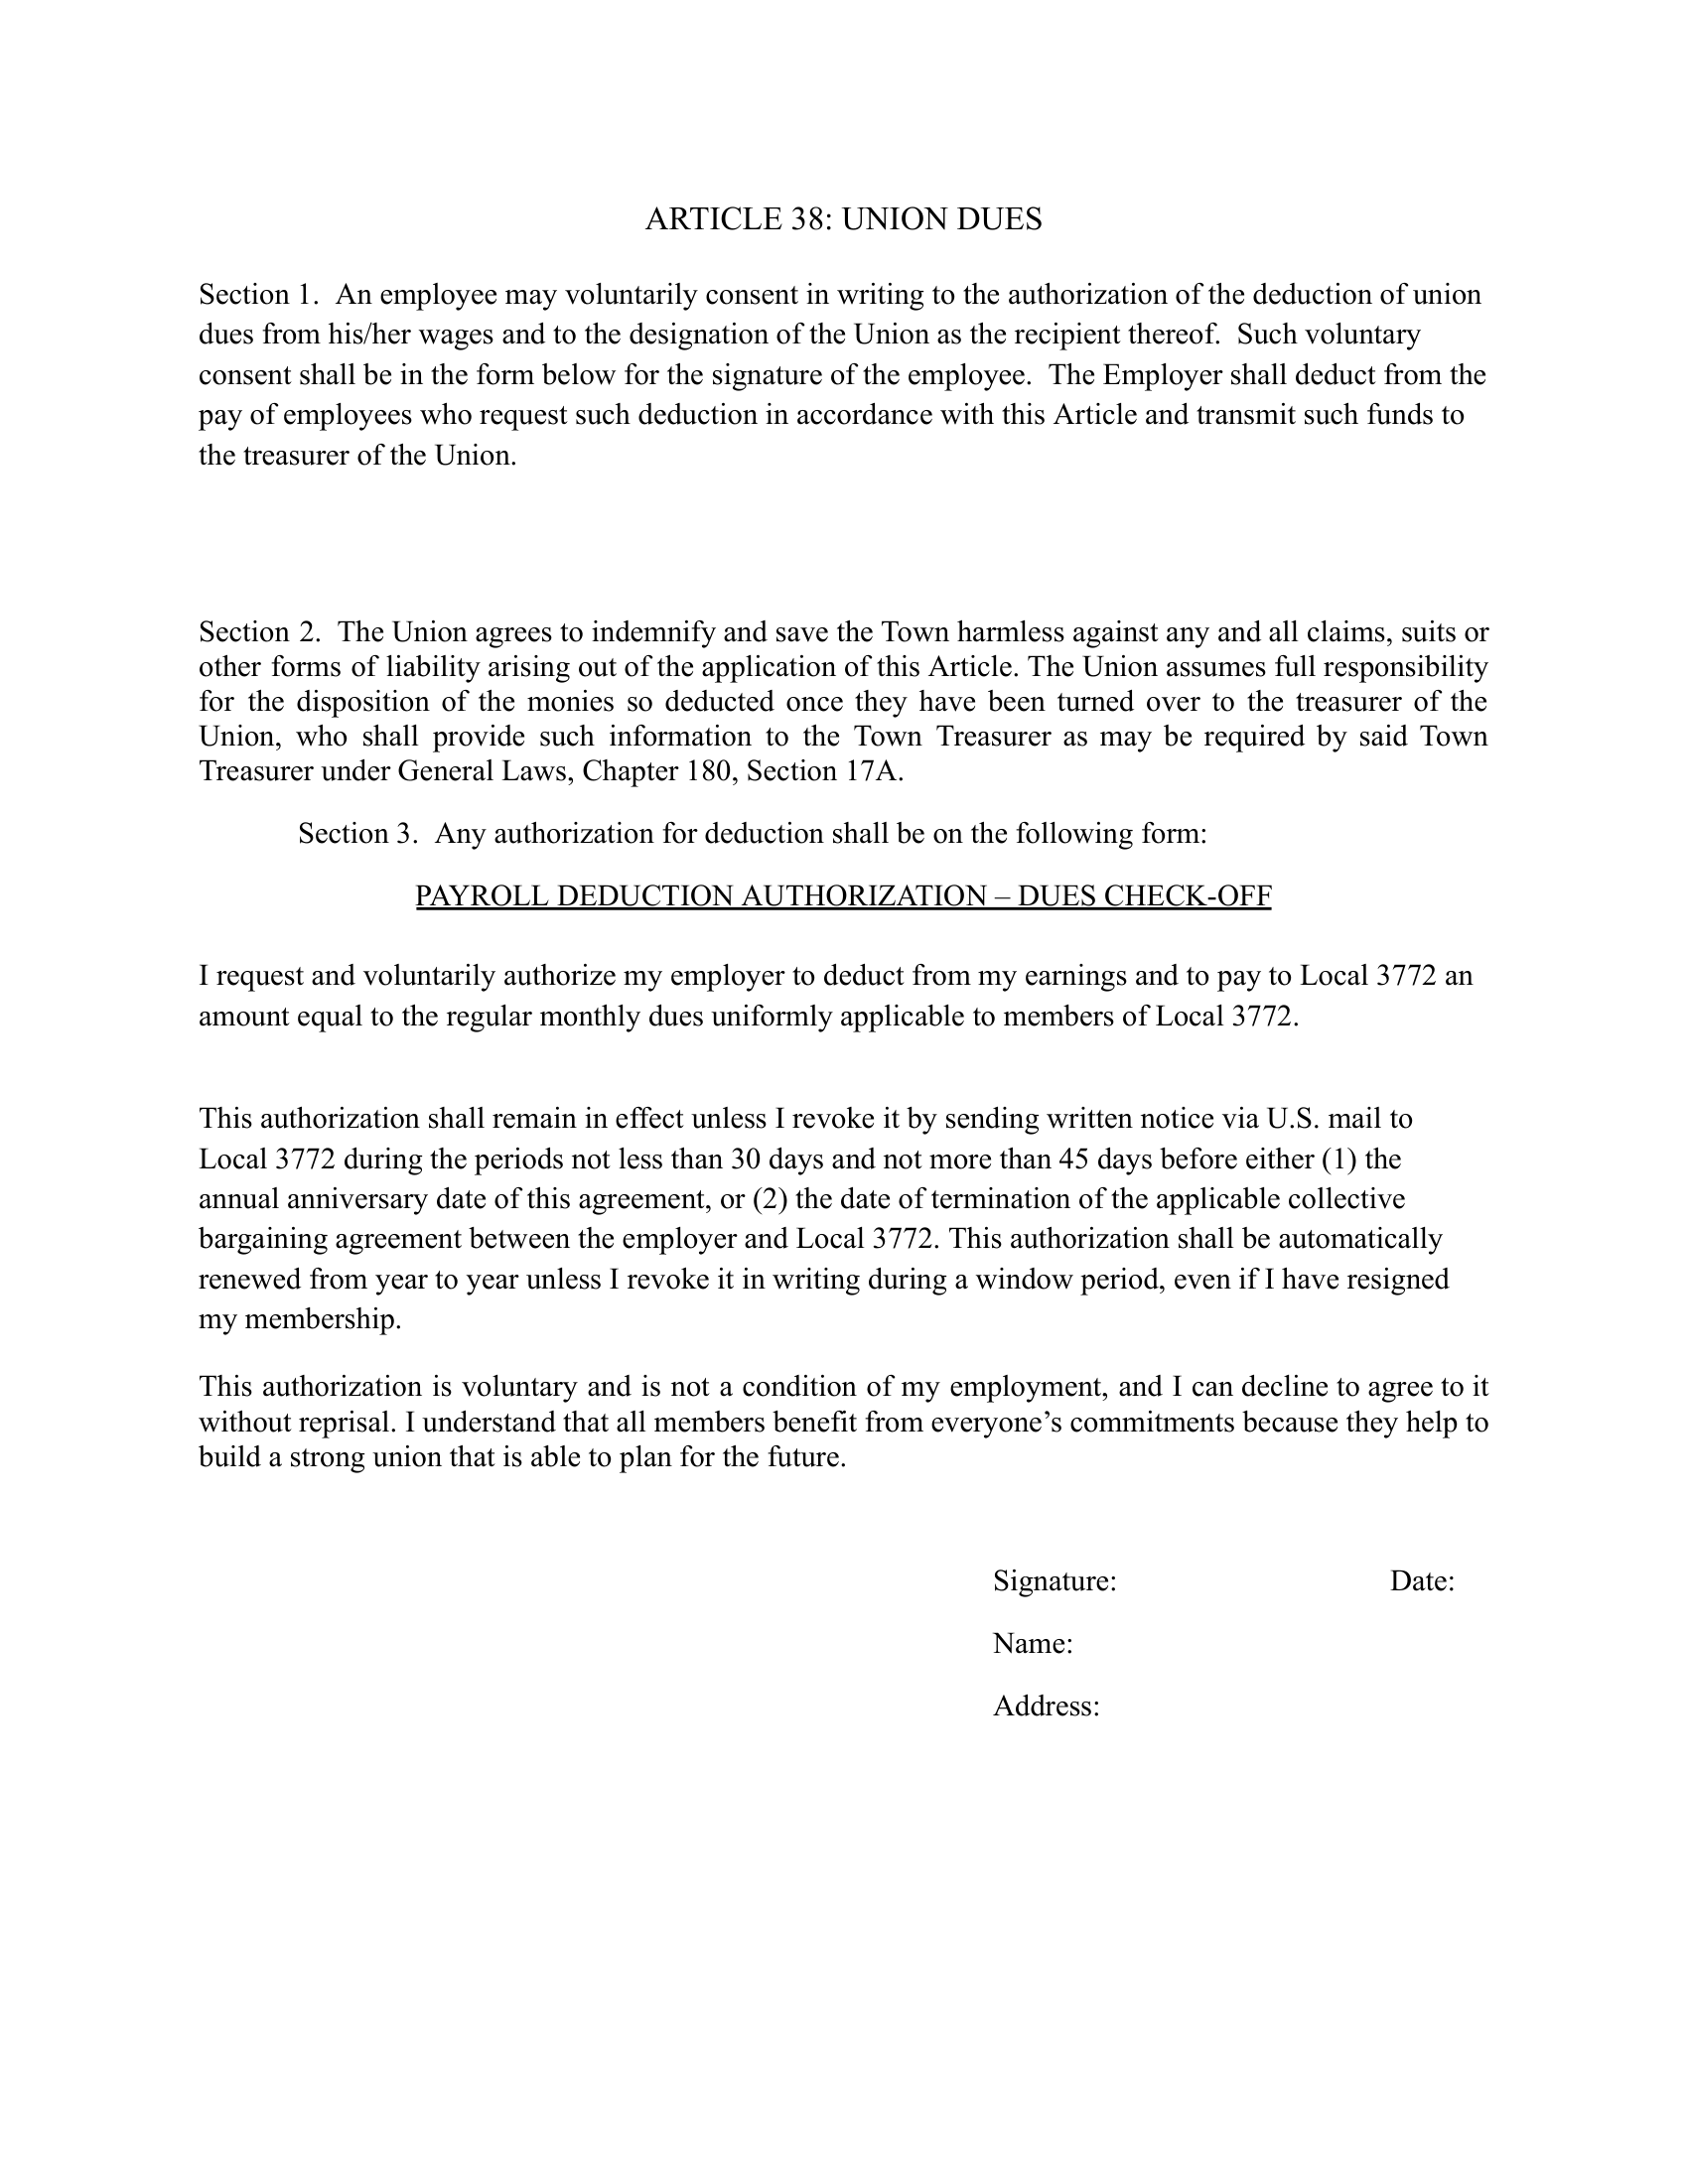 ARTICLE 38: UNION DUES
Section 1.  An employee may voluntarily consent in writing to the authorization of the deduction of union
dues from his/her wages and to the designation of the Union as the recipient thereof.  Such voluntary
consent shall be in the form below for the signature of the employee.  The Employer shall deduct from the
pay of employees who request such deduction in accordance with this Article and transmit such funds to
the treasurer of the Union.
Section 2.  The Union agrees to indemnify and save the Town harmless against any and all claims, suits or
other forms of liability arising out of the application of this Article. The Union assumes full responsibility
for the disposition of the monies so deducted once they have been turned over to the treasurer of the
Union, who shall provide such information to the Town Treasurer as may be required by said Town
Treasurer under General Laws, Chapter 180, Section 17A.
Section 3.  Any authorization for deduction shall be on the following form:
PAYROLL DEDUCTION AUTHORIZATION – DUES CHECK-OFF
I request and voluntarily authorize my employer to deduct from my earnings and to pay to Local 3772 an
amount equal to the regular monthly dues uniformly applicable to members of Local 3772.
This authorization shall remain in effect unless I revoke it by sending written notice via U.S. mail to
Local 3772 during the periods not less than 30 days and not more than 45 days before either (1) the
annual anniversary date of this agreement, or (2) the date of termination of the applicable collective
bargaining agreement between the employer and Local 3772. This authorization shall be automatically
renewed from year to year unless I revoke it in writing during a window period, even if I have resigned
my membership.
This authorization is voluntary and is not a condition of my employment, and I can decline to agree to it
without reprisal. I understand that all members benefit from everyone’s commitments because they help to
build a strong union that is able to plan for the future.
Signature: Date:
Name:
Address: